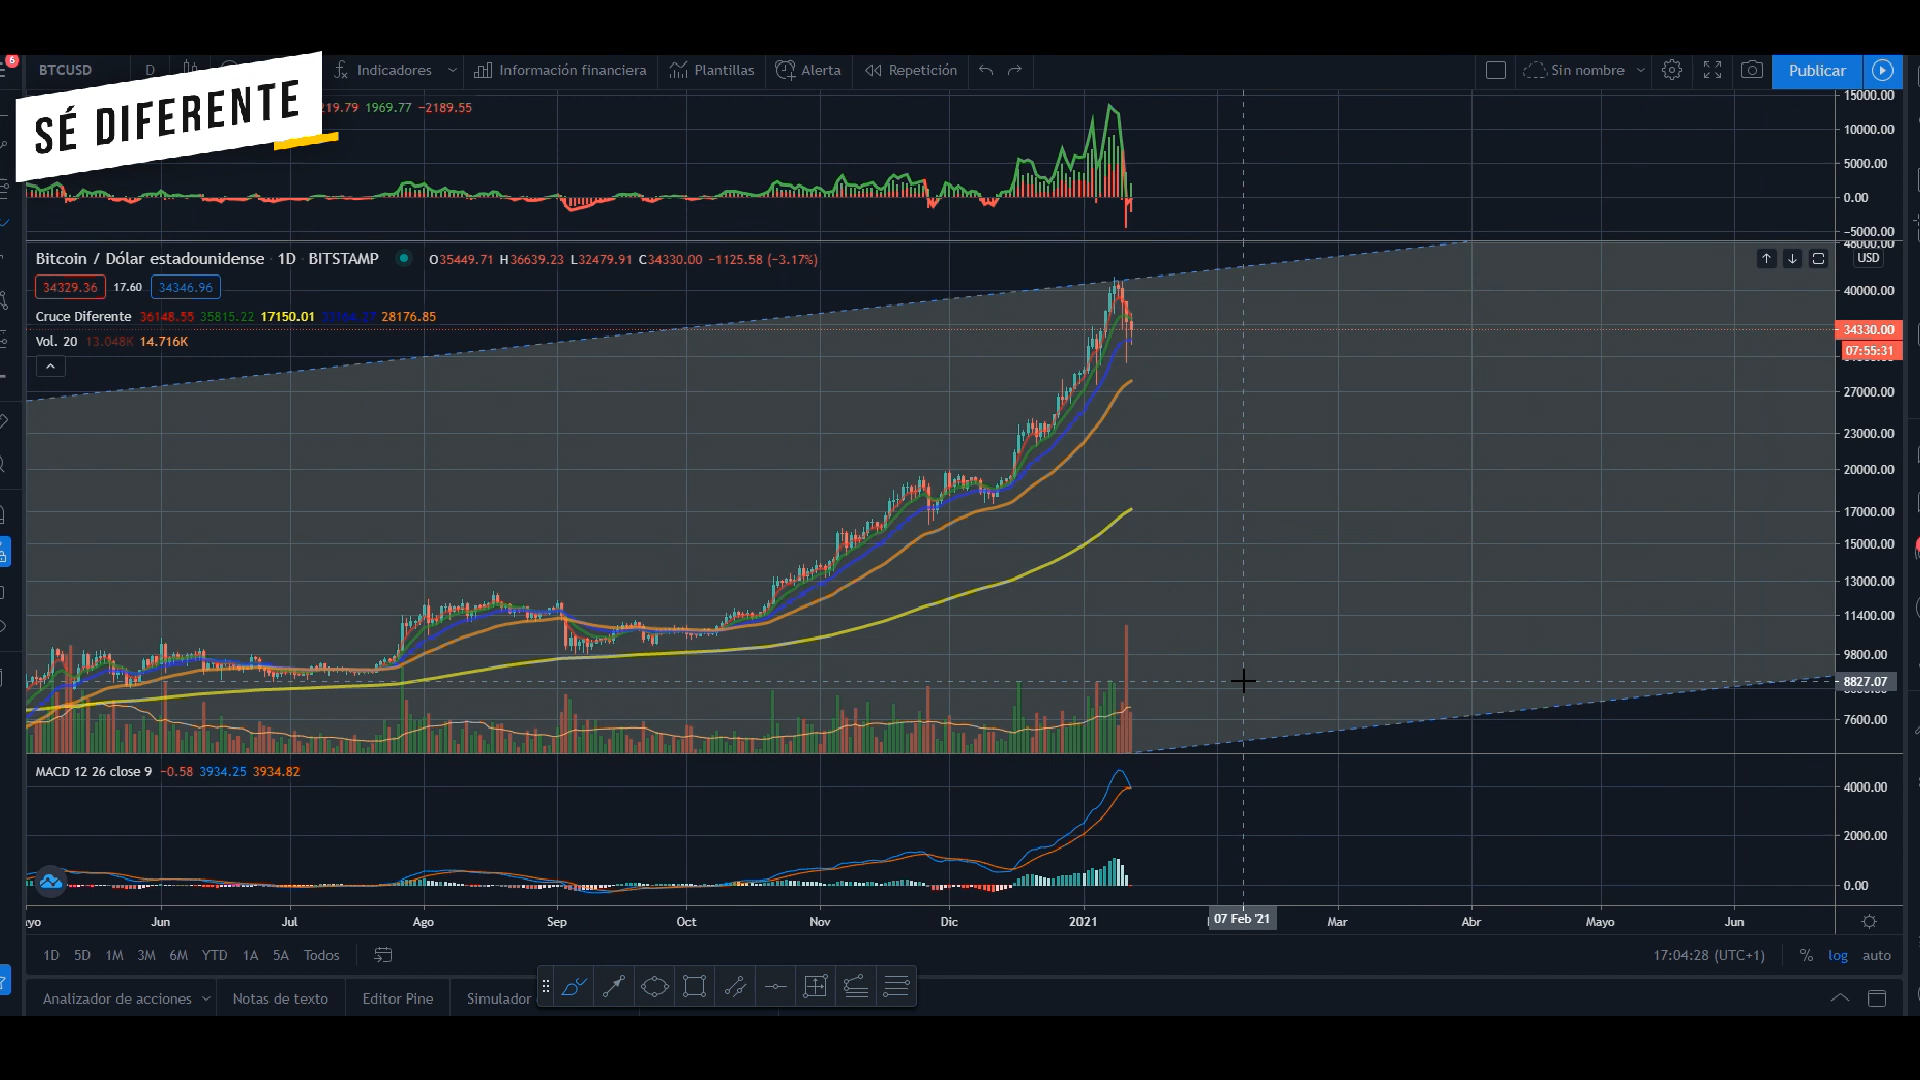 6
BTCUSD D Indicadores Información financiera Plantillas Alerta Repetición Sin nombre Publicar
SÉ DIFERENTE
219.79 1969.77 −2189.55
15000.00
10000.00
5000.00
0.00
−5000.00
Bitcoin / Dólar estadounidense · 1D · BITSTAMP O35449.71 H36639.23 L32479.91 C34330.00 −1125.58 (−3.17%)
USD
34329.36 17.60 34346.96
Cruce Diferente 36148.55 35815.22 17150.01 28176.85
Vol. 20 13.048K 14.716K
48000.00
40000.00
34330.00
07:55:31
27000.00
23000.00
20000.00
17000.00
15000.00
13000.00
11400.00
9800.00
8827.07
7600.00
MACD 12 26 close 9 −0.58 3934.25 3934.82
4000.00
2000.00
0.00
yo Jun Jul Ago Sep Oct Nov Dic 2021 07 Feb '21 Mar Abr Mayo Jun
1D 5D 1M 3M 6M YTD 1A 5A Todos 17:04:28 (UTC+1) % log auto
Analizador de acciones Notas de texto Editor Pine Simulador